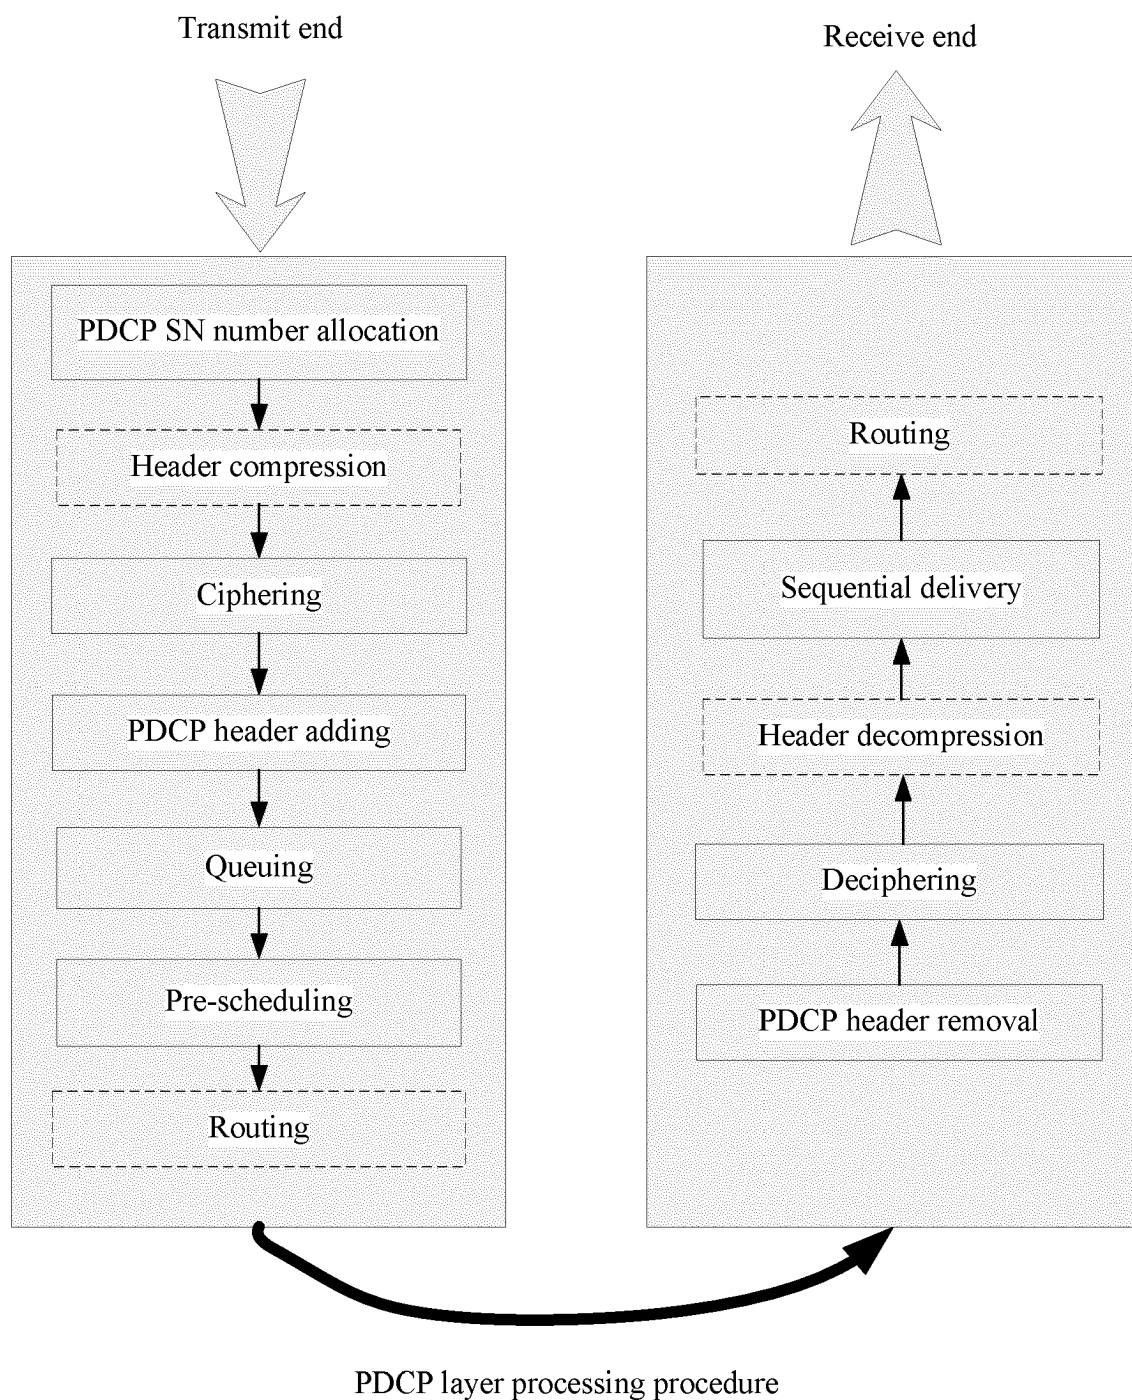 Transmit end
Receive end
PDCP SN number allocation
Header compression
Ciphering
PDCP header adding
Queuing
Pre-scheduling
Routing
Routing
Sequential delivery
Header decompression
Deciphering
PDCP header removal
PDCP layer processing procedure